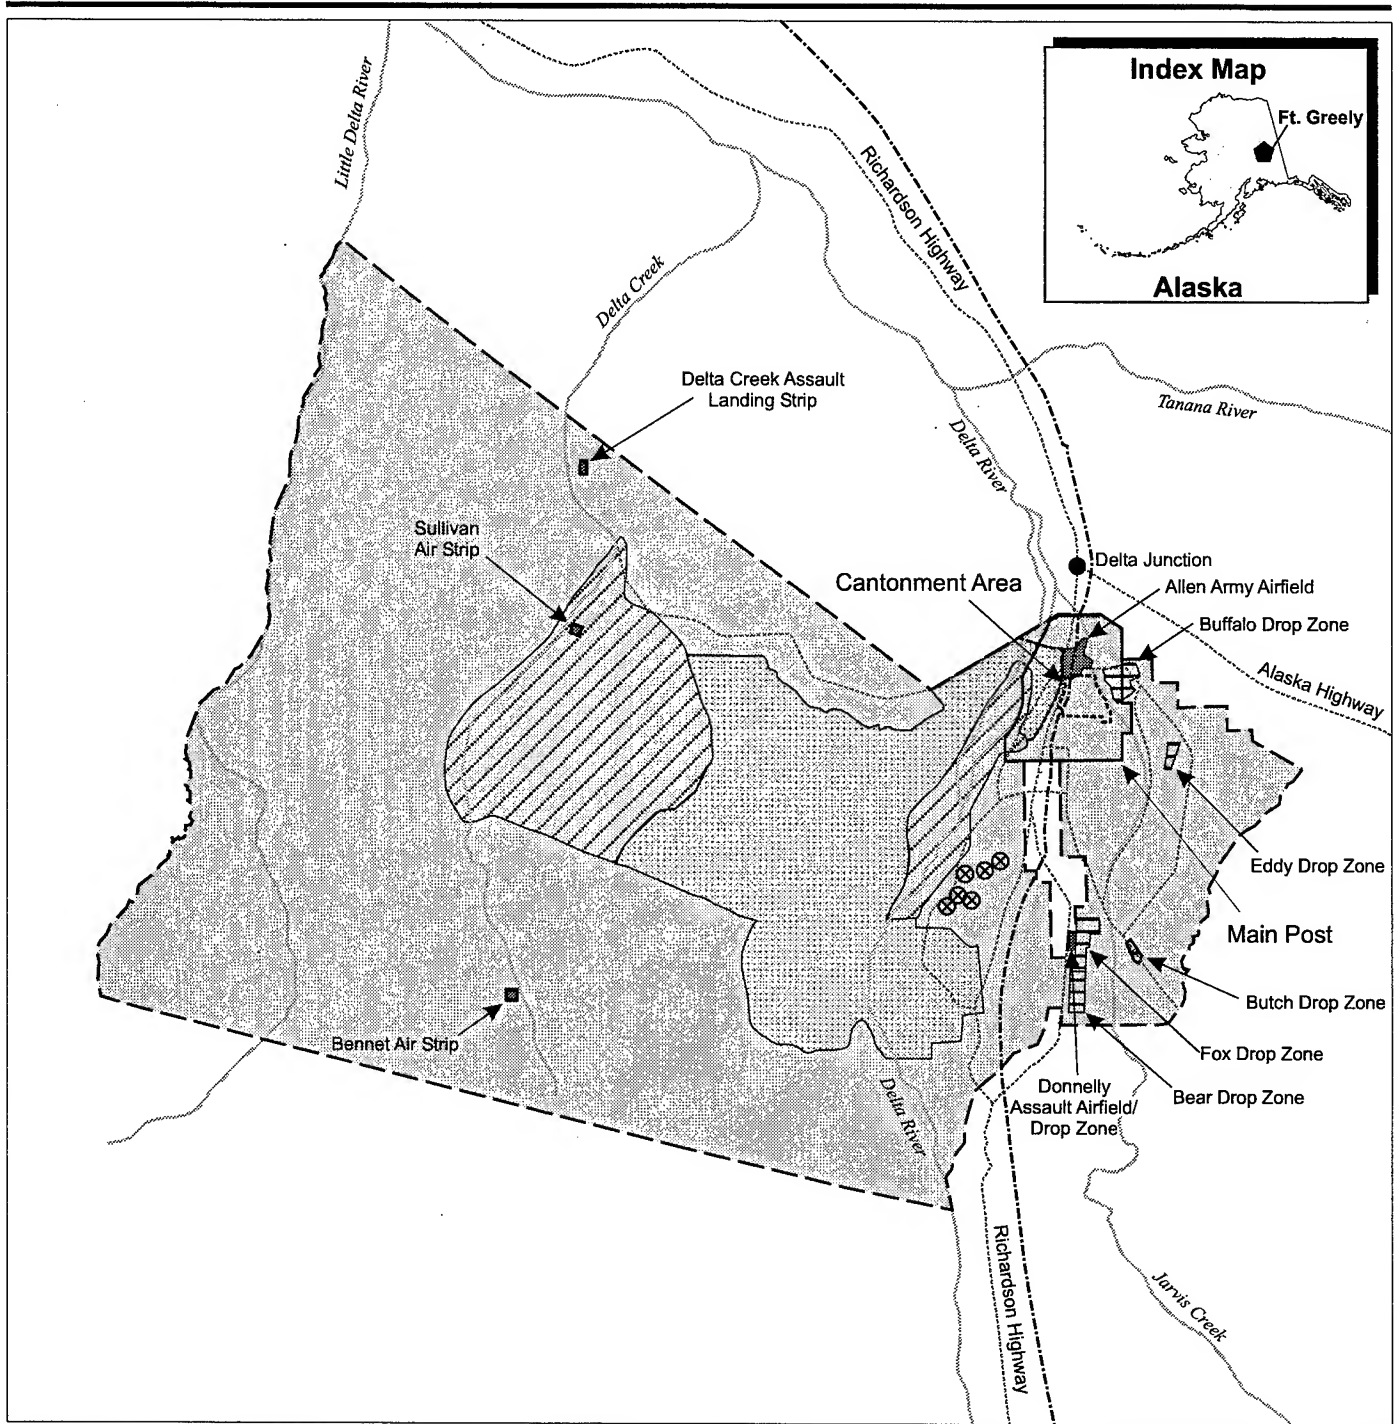 Index Map
Ft. Greely
Alaska
Little Delta River
Richardson Highway
Delta Creek
Delta Creek Assault
Landing Strip
Tanana River
Delta River
Sullivan
Air Strip
Delta Junction
Cantonment Area
Allen Army Airfield
Buffalo Drop Zone
Alaska Highway
Eddy Drop Zone
Main Post
Butch Drop Zone
Bennet Air Strip
Fox Drop Zone
Donnelly
Assault Airfield/
Drop Zone
Bear Drop Zone
Delta River
Richardson Highway
Jarvis Creek